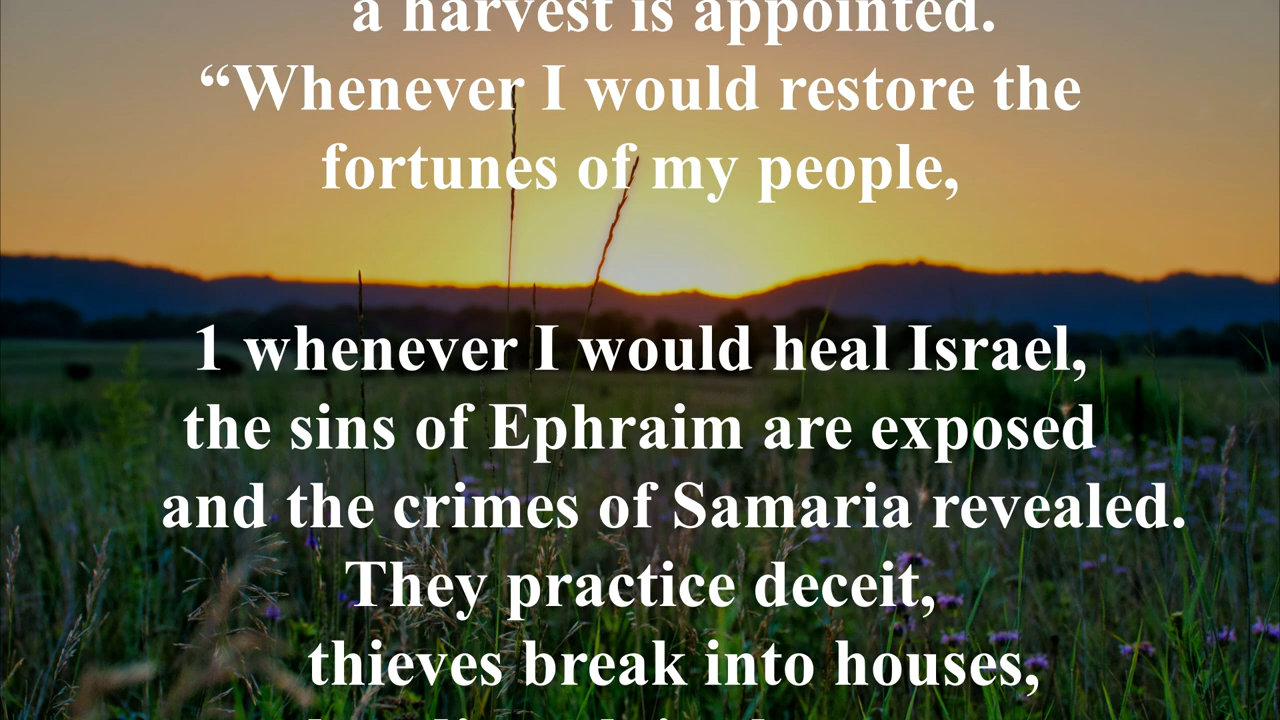 a harvest is appointed.
“Whenever I would restore the
fortunes of my people,
1 whenever I would heal Israel,
the sins of Ephraim are exposed
and the crimes of Samaria revealed.
They practice deceit,
thieves break into houses,